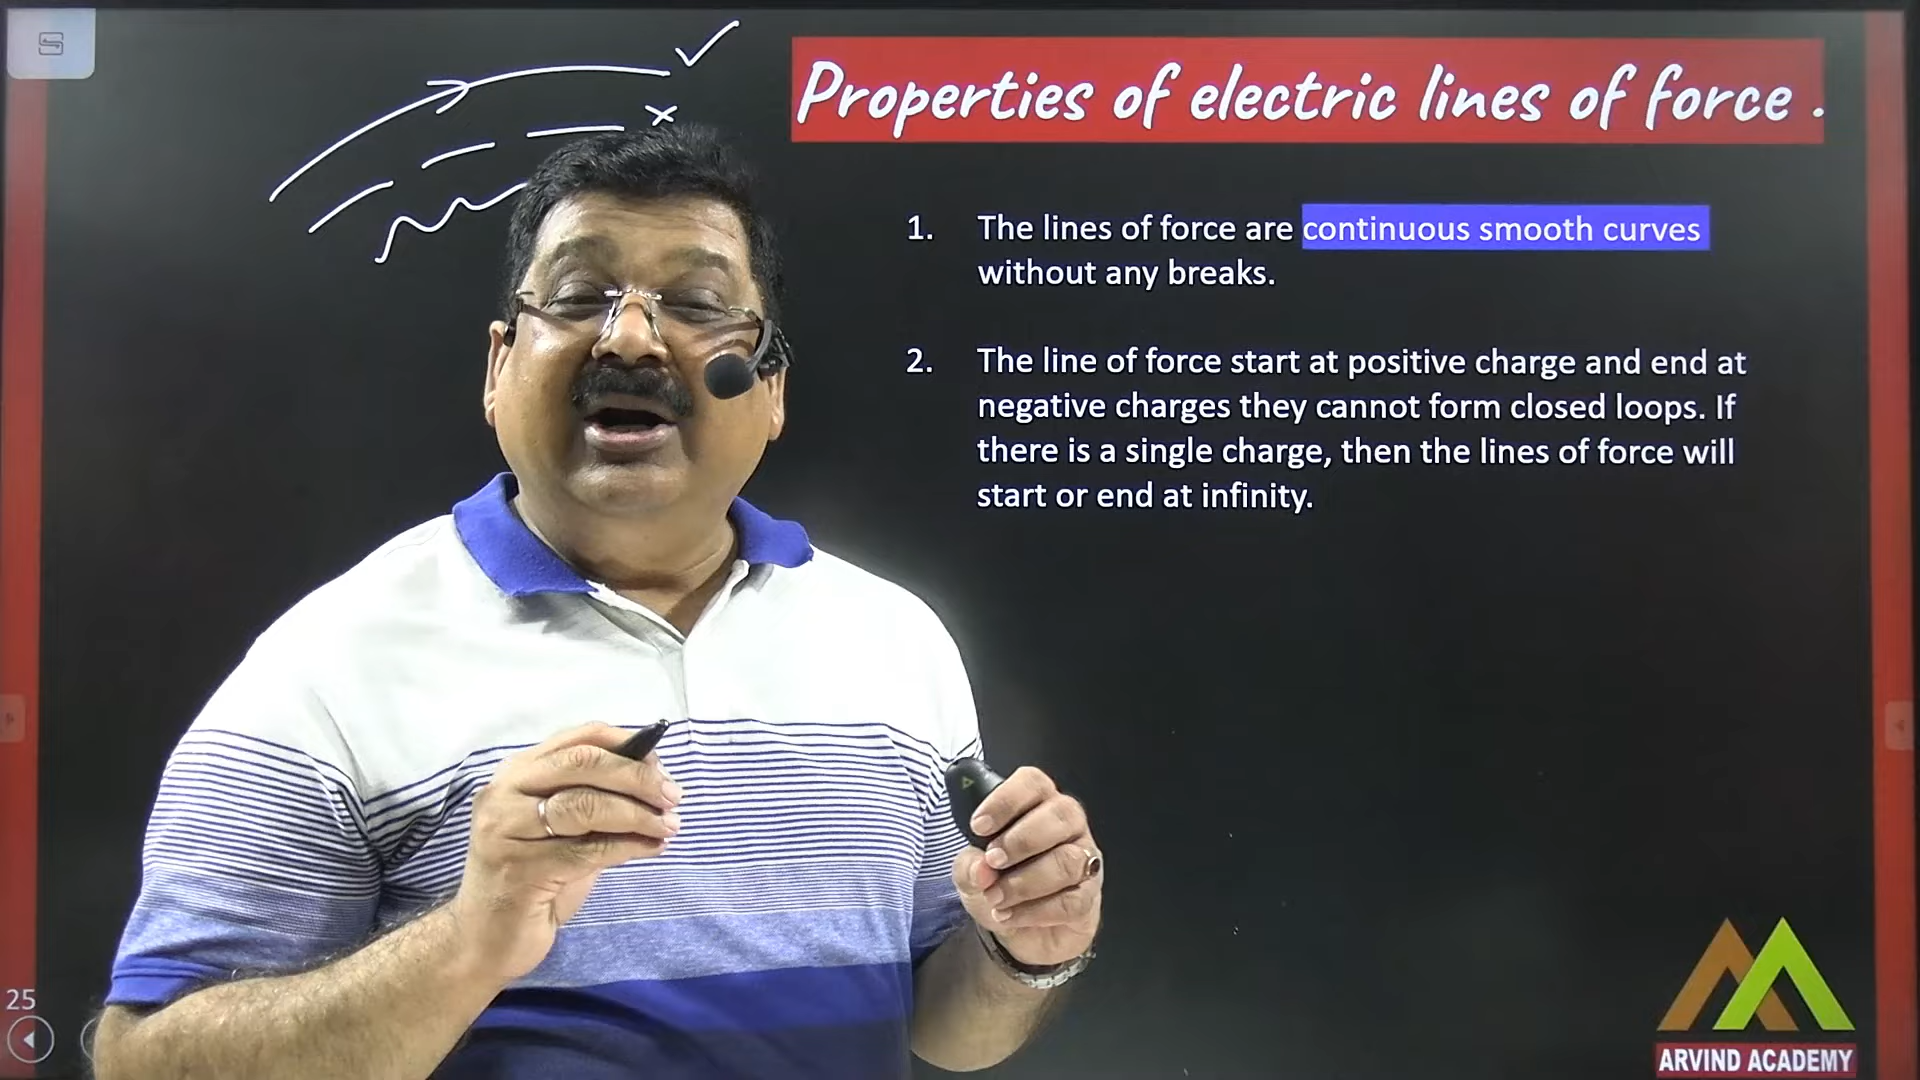 Properties of electric lines of force .
1. The lines of force are continuous smooth curves
without any breaks.
2. The line of force start at positive charge and end at
negative charges they cannot form closed loops. If
there is a single charge, then the lines of force will
start or end at infinity.
25
ARVIND ACADEMY